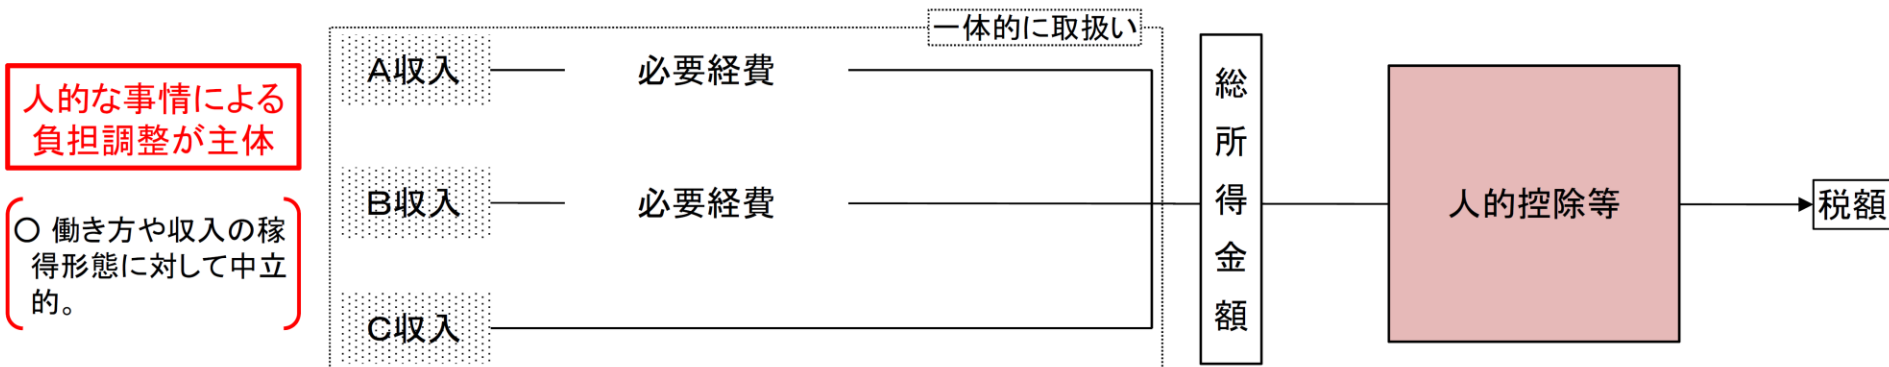 人的な事情による
負担調整が主体
〇 働き方や収入の稼
得形態に対して中立
的。
一体的に取扱い
A収入
必要経費
B収入
必要経費
C収入
総所得金額
人的控除等
税額